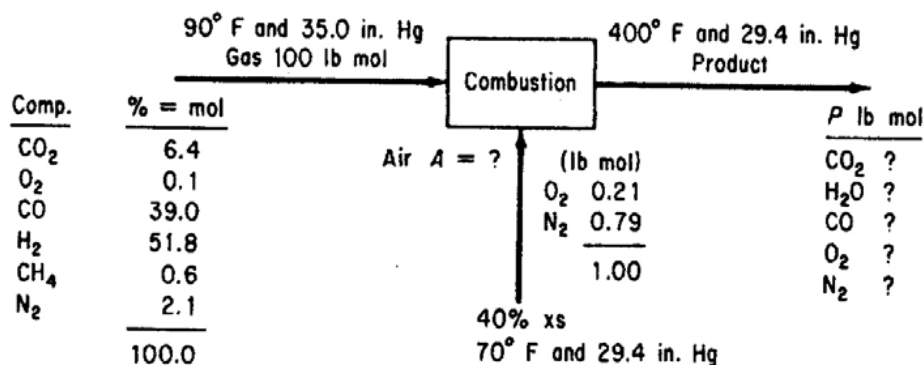 90° F and 35.0 in. Hg
Gas 100 lb mol
400° F and 29.4 in. Hg
Product
Combustion
Comp. % = mol
CO₂ 6.4
O₂ 0.1
CO 39.0
H₂ 51.8
CH₄ 0.6
N₂ 2.1
100.0
Air A = ? (lb mol)
O₂ 0.21
N₂ 0.79
1.00
40% xs
70° F and 29.4 in. Hg
P lb mol
CO₂ ?
H₂O ?
CO ?
O₂ ?
N₂ ?